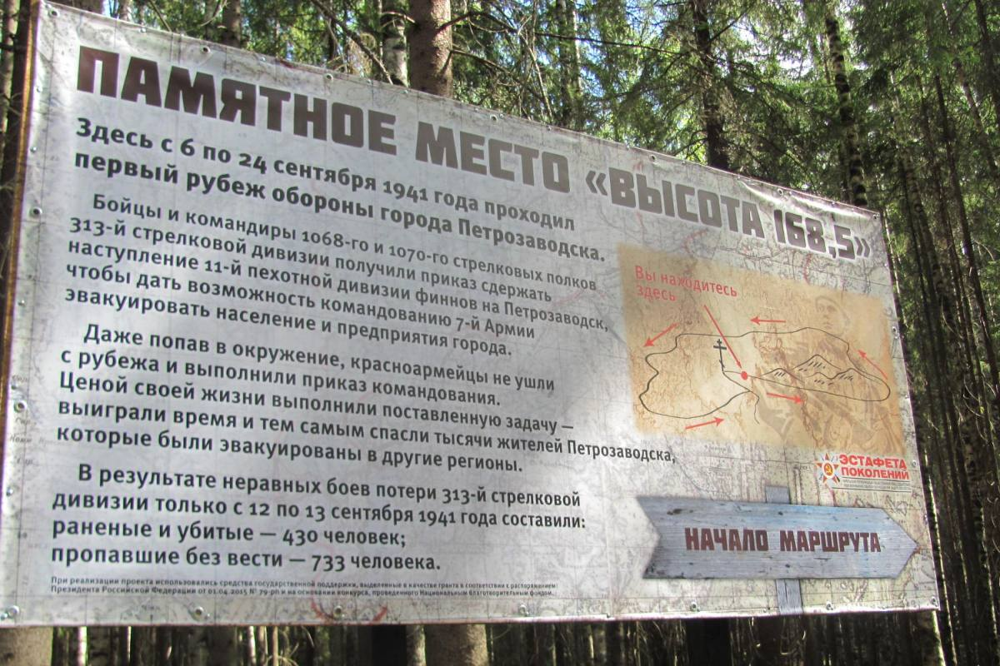 ПАМЯТНОЕ МЕСТО «ВЫСОТА 168,5»
Здесь с 6 по 24 сентября 1941 года проходил
первый рубеж обороны города Петрозаводска.
Бойцы и командиры 1068-го и 1070-го стрелковых полков
313-й стрелковой дивизии получили приказ сдержать
наступление 11-й пехотной дивизии финнов на Петрозаводск,
чтобы дать возможность командованию 7-й Армии
эвакуировать население и предприятия города.
Даже попав в окружение, красноармейцы не ушли
с рубежа и выполнили приказ командования.
Ценой своей жизни выполнили поставленную задачу —
выиграли время и тем самым спасли тысячи жителей Петрозаводска,
которые были эвакуированы в другие регионы.
В результате неравных боев потери 313-й стрелковой
дивизии только с 12 по 13 сентября 1941 года составили:
раненые и убитые — 430 человек;
пропавшие без вести — 733 человека.
При реализации проекта использовались средства государственной поддержки, выделенные в качестве гранта в соответствии с распоряжением
Президента Российской Федерации от 01.04.2015 № 79-рп и на основании конкурса, проведенного Национальным благотворительным фондом.
Вы находитесь
здесь
ЭСТАФЕТА
ПОКОЛЕНИЙ
НАЧАЛО МАРШРУТА